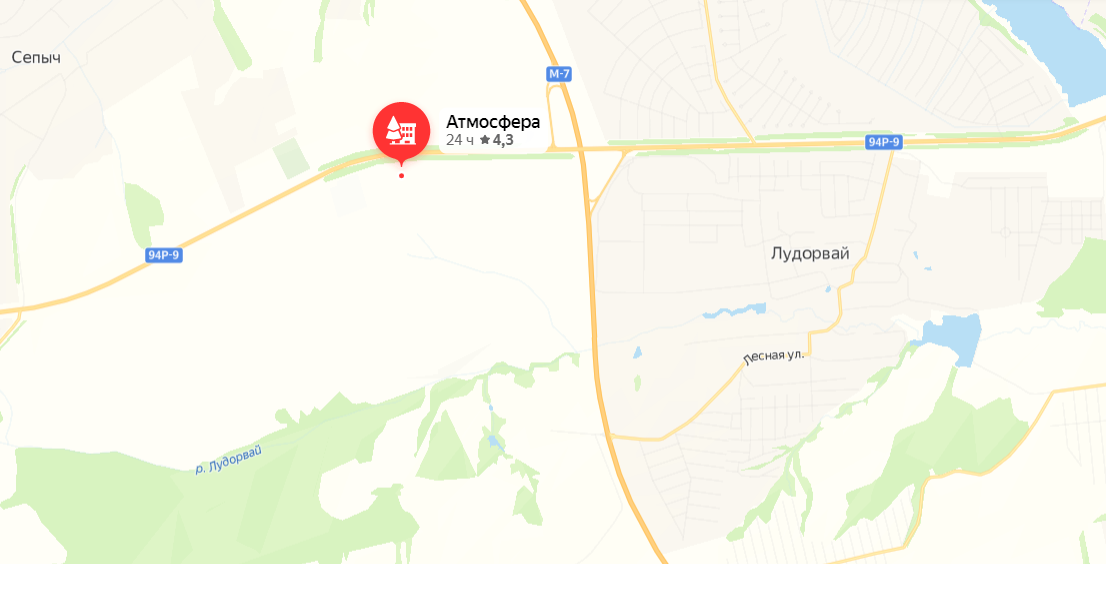 Сепыч
М-7
Атмосфера
24 ч ★ 4,3
94Р-9
94Р-9
Лудорвай
Лесная ул.
р. Лудорвай